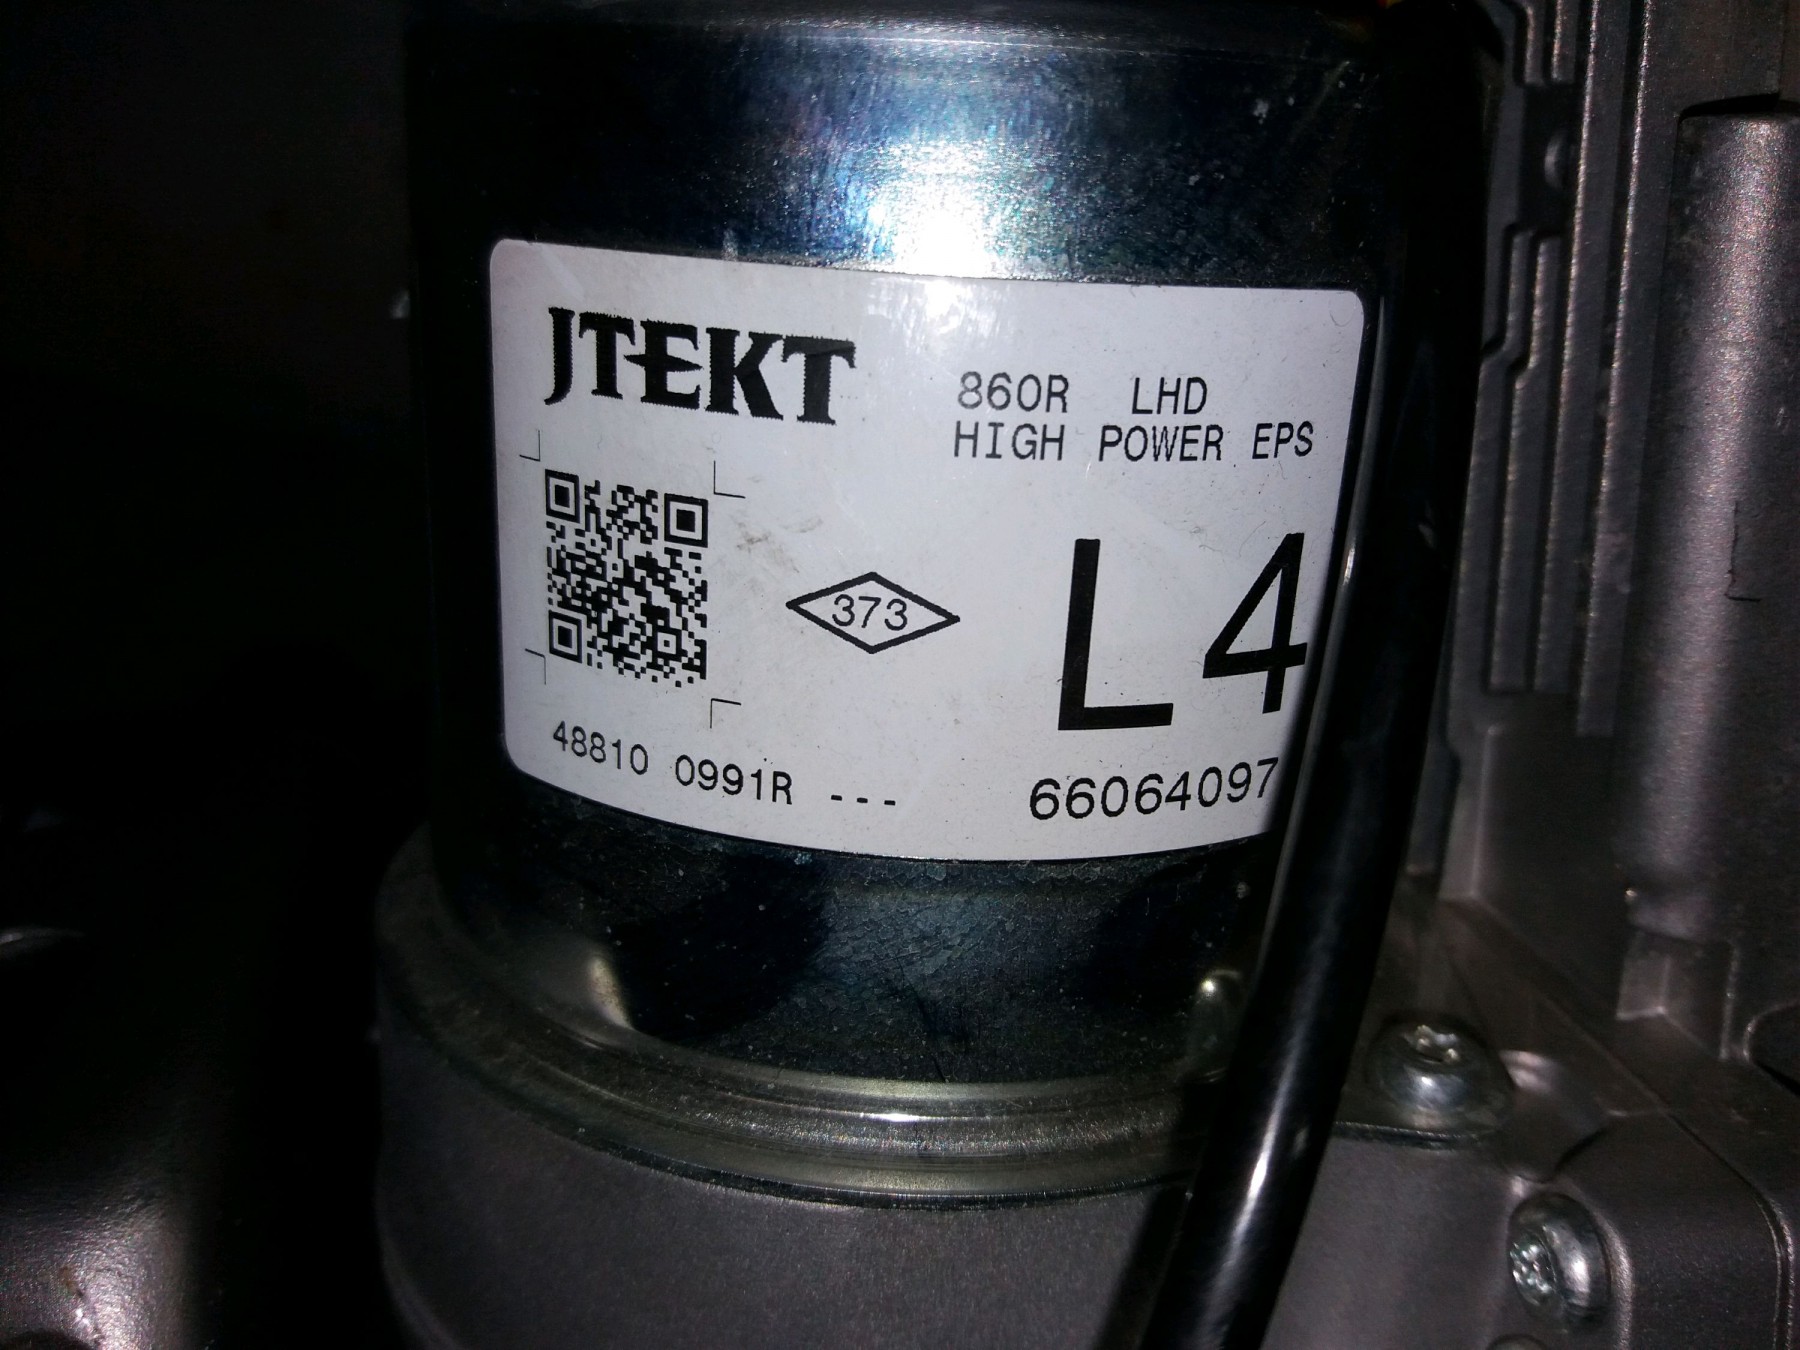 JTEKT
860R LHD
HIGH POWER EPS
373
L4
48810 0991R ---
66064097